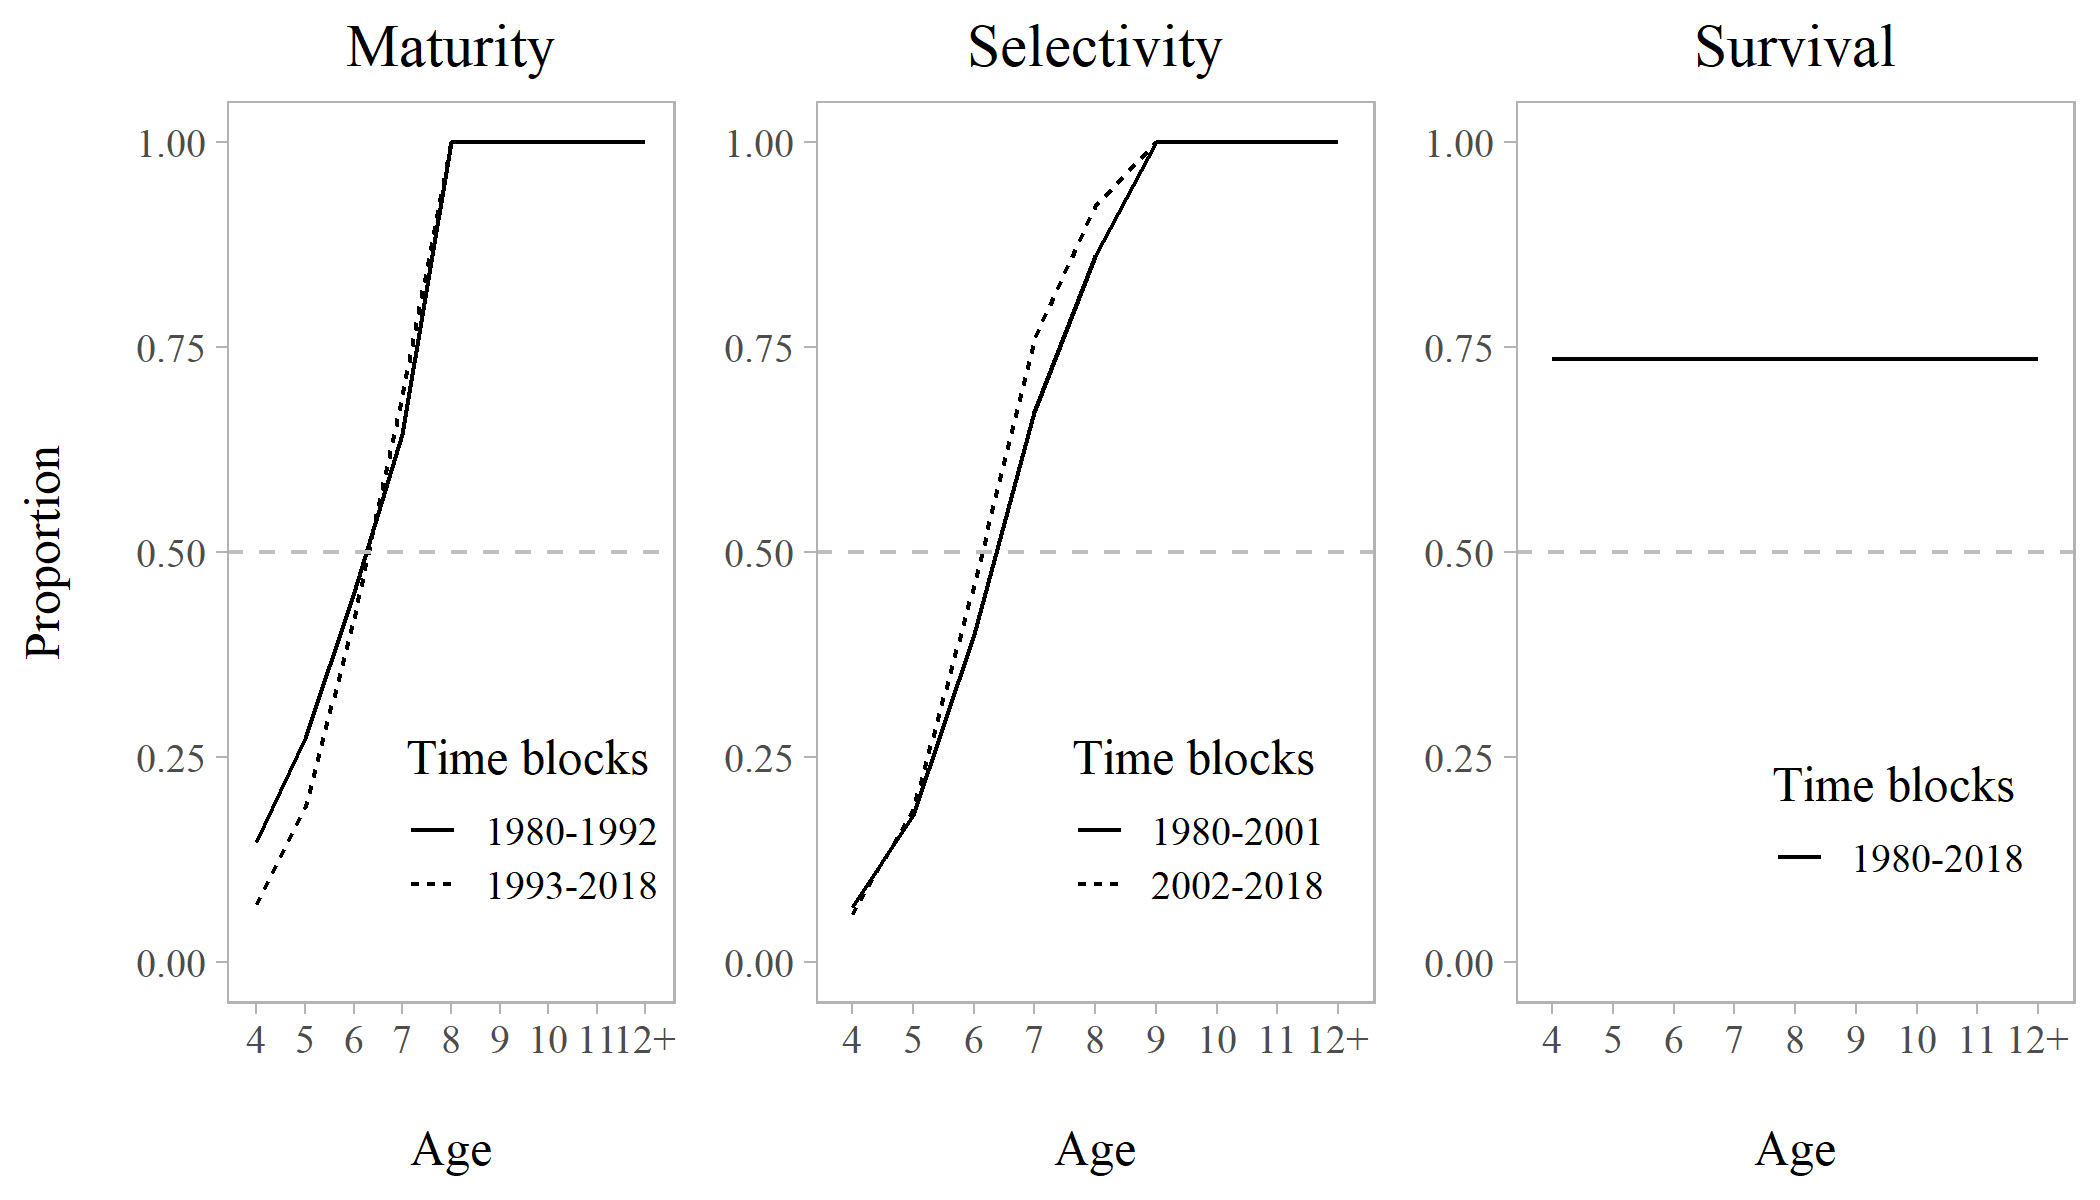 Maturity
Selectivity
Survival
Proportion
1.00
0.75
0.50
0.25
0.00
Time blocks
1980-1992
1993-2018
4 5 6 7 8 9 10 11 12+
Age
1.00
0.75
0.50
0.25
0.00
Time blocks
1980-2001
2002-2018
4 5 6 7 8 9 10 11 12+
Age
1.00
0.75
0.50
0.25
0.00
Time blocks
1980-2018
4 5 6 7 8 9 10 11 12+
Age